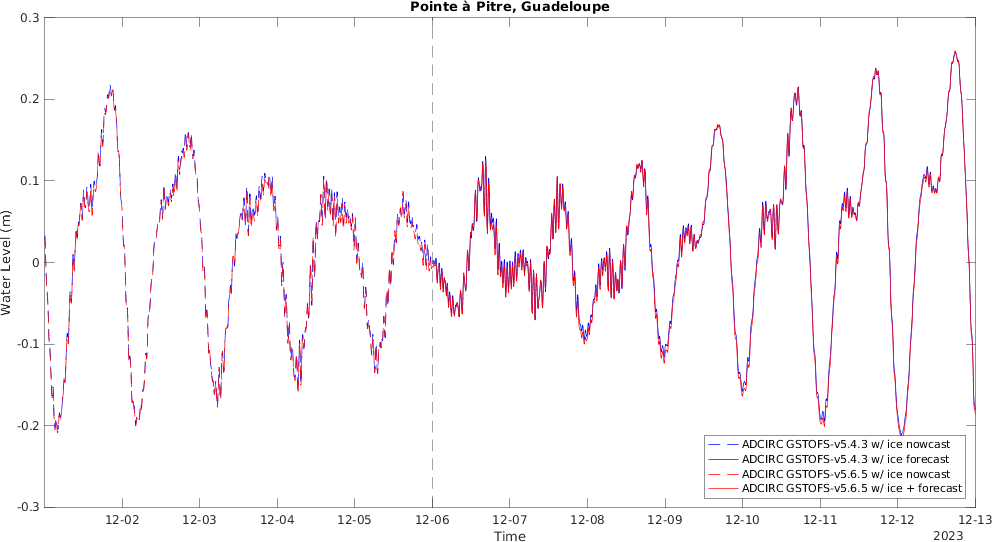 Pointe à Pitre, Guadeloupe
0.3
0.2
0.1
0
-0.1
-0.2
-0.3
Water Level (m)
12-02 12-03 12-04 12-05 12-06 12-07 12-08 12-09 12-10 12-11 12-12 12-13
Time
2023
ADCIRC GSTOFS-v5.4.3 w/ ice nowcast
ADCIRC GSTOFS-v5.4.3 w/ ice forecast
ADCIRC GSTOFS-v5.6.5 w/ ice nowcast
ADCIRC GSTOFS-v5.6.5 w/ ice + forecast